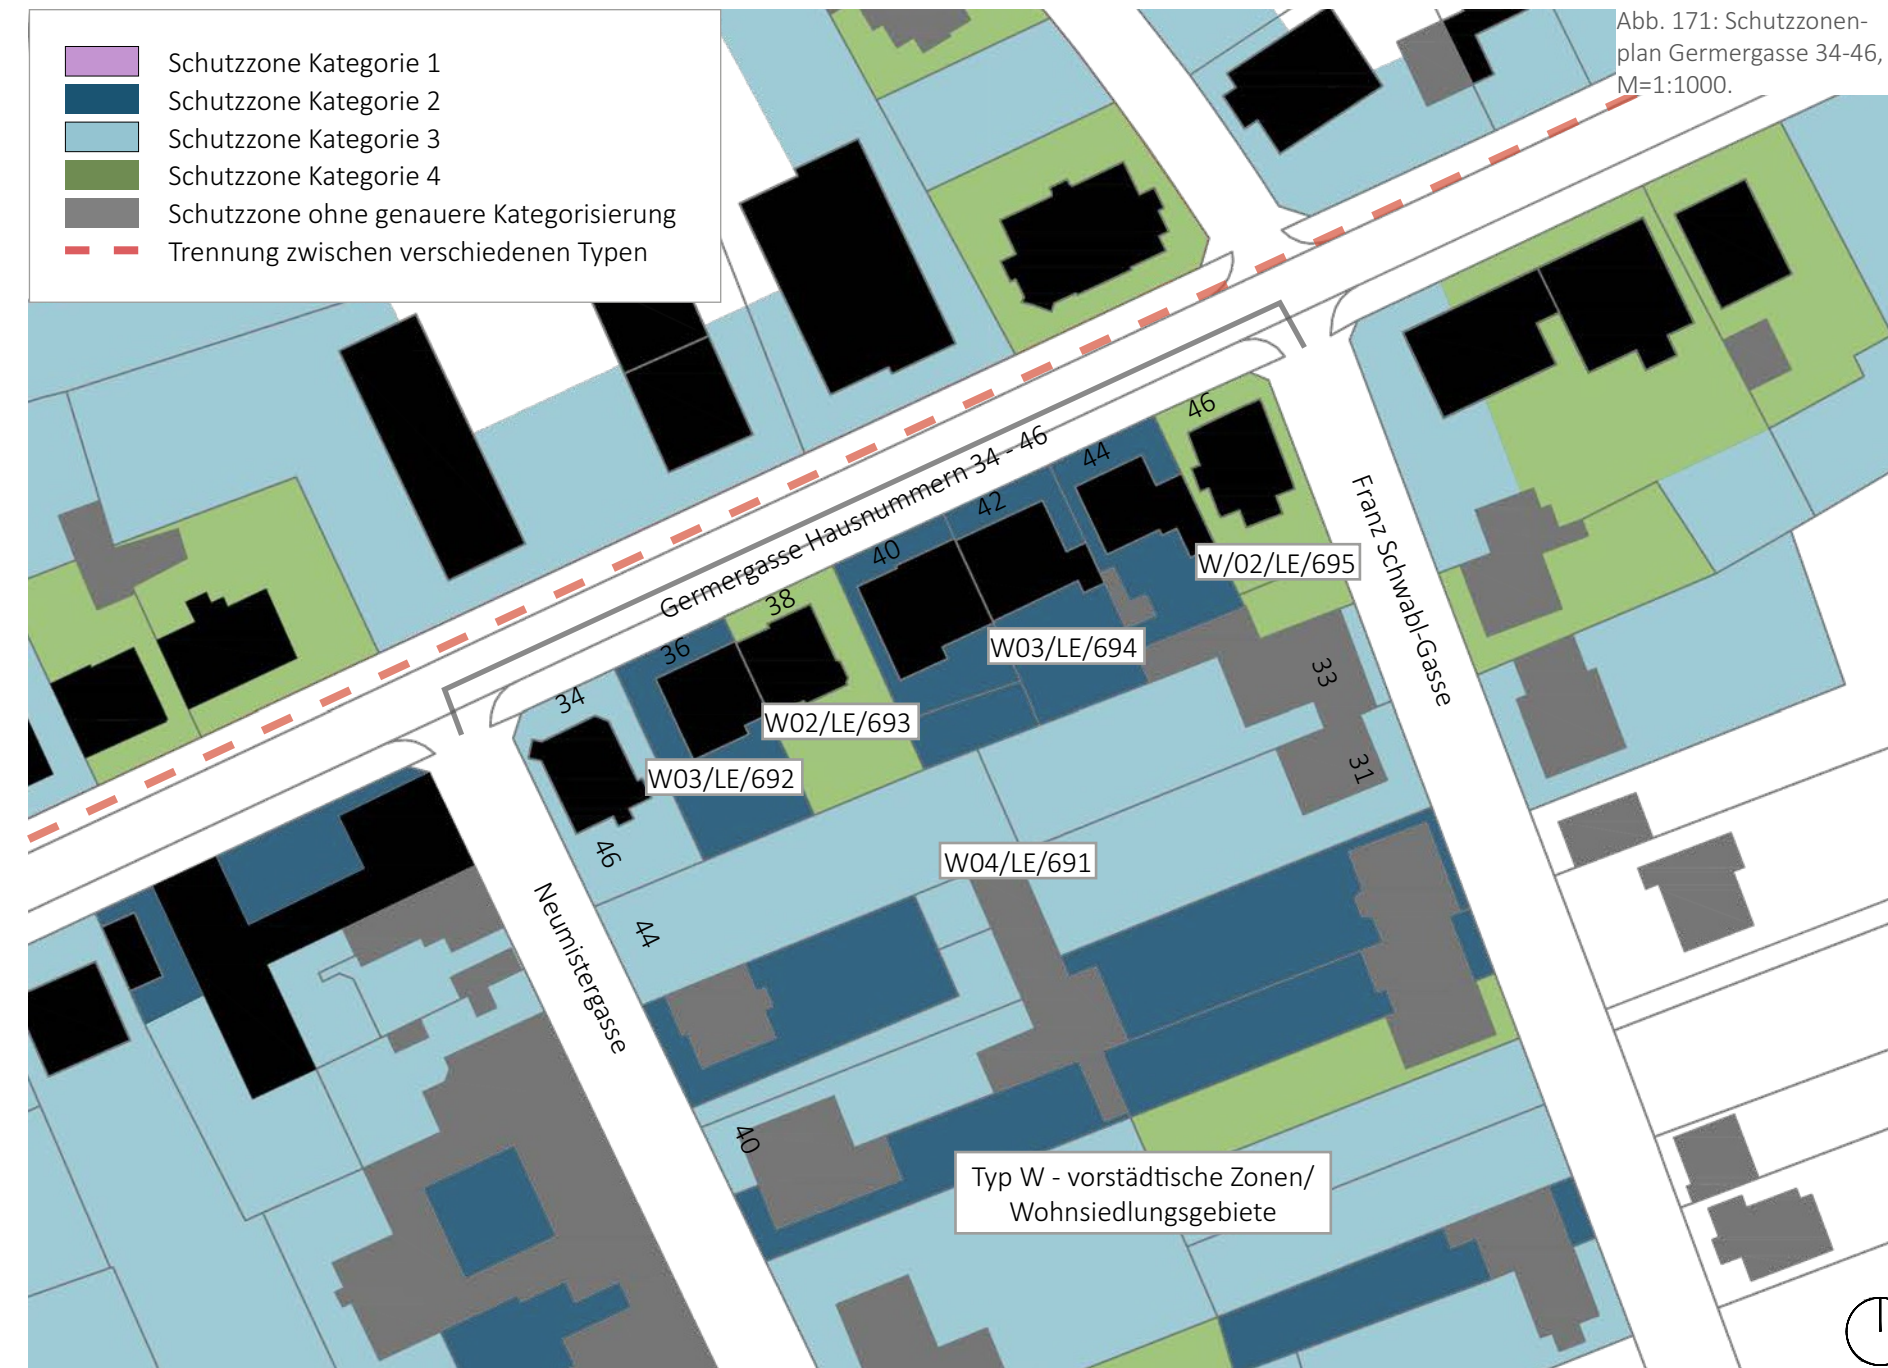 Schutzzone Kategorie 1
Schutzzone Kategorie 2
Schutzzone Kategorie 3
Schutzzone Kategorie 4
Schutzzone ohne genauere Kategorisierung
Trennung zwischen verschiedenen Typen
Abb. 171: Schutzzonen-
plan Germergasse 34-46,
M=1:1000.
Germergasse Hausnummern 34 - 46
46
44
42
40
38
36
34
W/02/LE/695
W03/LE/694
W02/LE/693
W03/LE/692
W04/LE/691
Franz Schwabl-Gasse
33
31
46
44
40
Neumistergasse
Typ W - vorstädtische Zonen/
Wohnsiedlungsgebiete